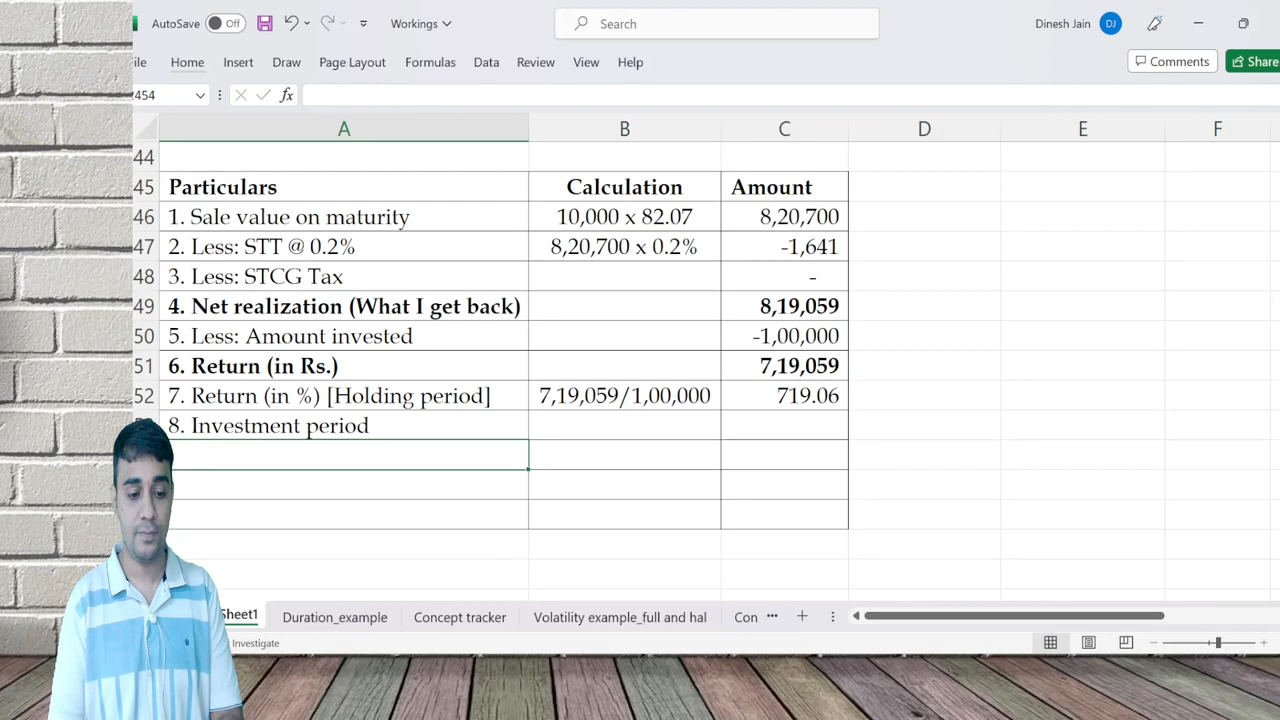 AutoSave Off Workings Search Dinesh Jain DJ
ile Home Insert Draw Page Layout Formulas Data Review View Help Comments Share
454 fx
A B C D E F
44
45 Particulars Calculation Amount
46 1. Sale value on maturity 10,000 x 82.07 8,20,700
47 2. Less: STT @ 0.2% 8,20,700 x 0.2% -1,641
48 3. Less: STCG Tax -
49 4. Net realization (What I get back) 8,19,059
50 5. Less: Amount invested -1,00,000
51 6. Return (in Rs.) 7,19,059
52 7. Return (in %) [Holding period] 7,19,059/1,00,000 719.06
8. Investment period
Sheet1 Duration_example Concept tracker Volatility example_full and hal Con
Investigate